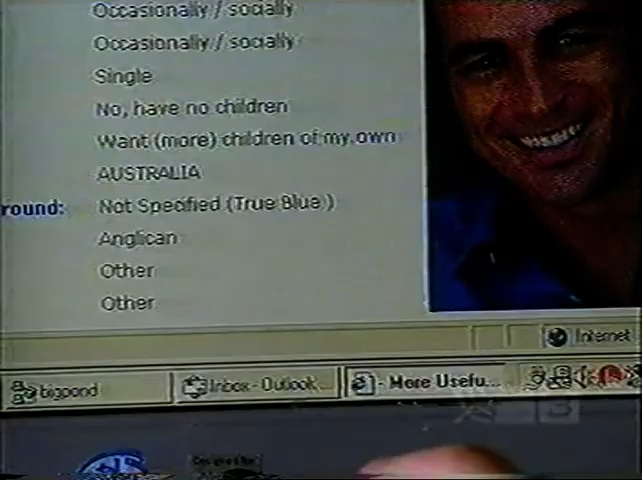 Occasionally / socially
Occasionally / socially
Single
No, have no children
Want (more) children of my own
AUSTRALIA
round: Not Specified (True Blue )
Anglican
Other
Other
Internet
bigpond
Inbox - Outlook...
- More Usefu...